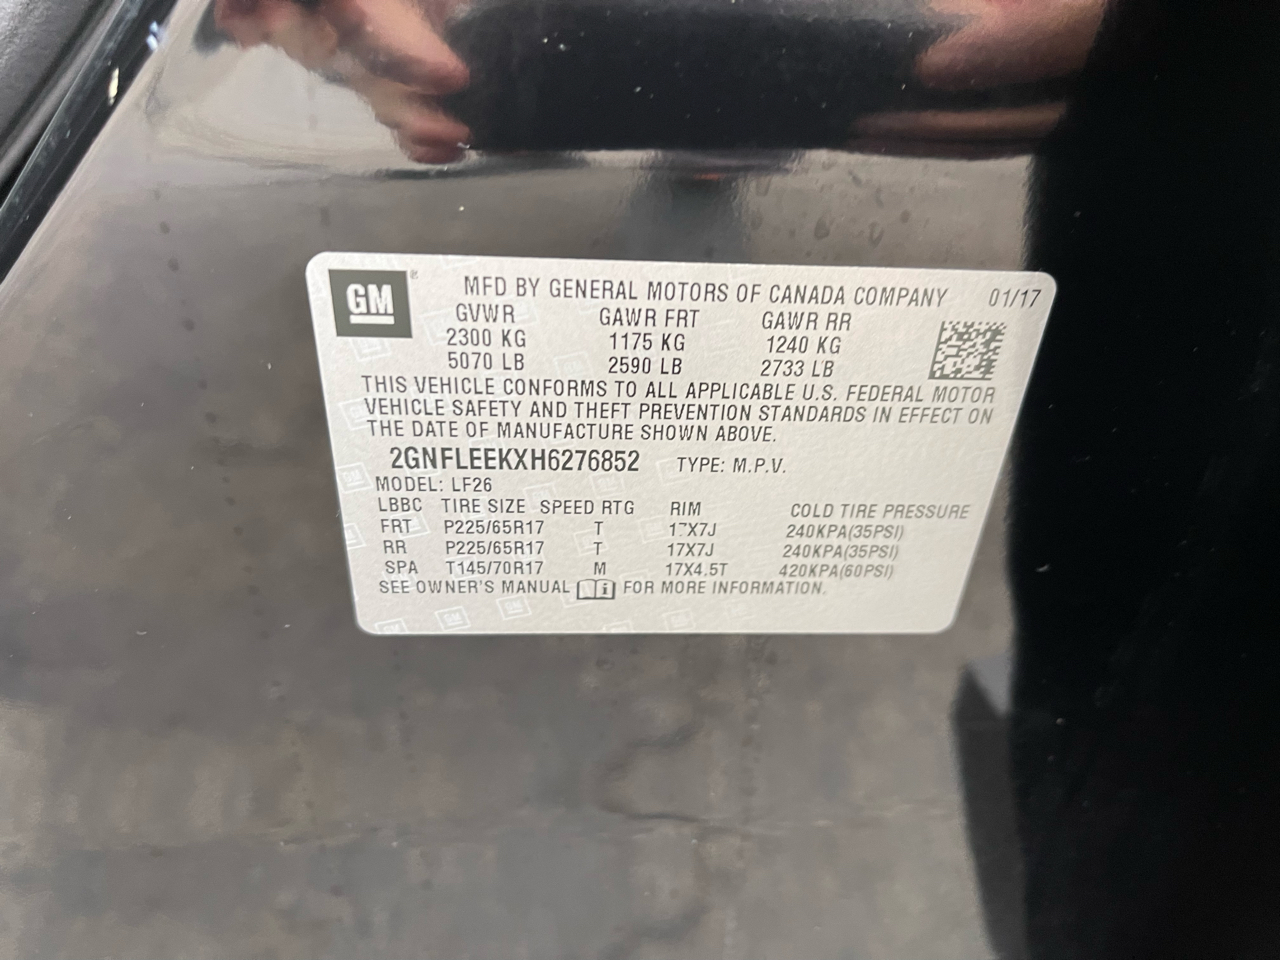 GM
MFD BY GENERAL MOTORS OF CANADA COMPANY 01/17
GVWR GAWR FRT GAWR RR
2300 KG 1175 KG 1240 KG
5070 LB 2590 LB 2733 LB
THIS VEHICLE CONFORMS TO ALL APPLICABLE U.S. FEDERAL MOTOR
VEHICLE SAFETY AND THEFT PREVENTION STANDARDS IN EFFECT ON
THE DATE OF MANUFACTURE SHOWN ABOVE.
2GNFLEEKXH6276852 TYPE: M.P.V.
MODEL: LF26
LBBC TIRE SIZE SPEED RTG RIM COLD TIRE PRESSURE
FRT P225/65R17 T 17X7J 240KPA(35PSI)
RR P225/65R17 T 17X7J 240KPA(35PSI)
SPA T145/70R17 M 17X4.5T 420KPA(60PSI)
SEE OWNER'S MANUAL FOR MORE INFORMATION.